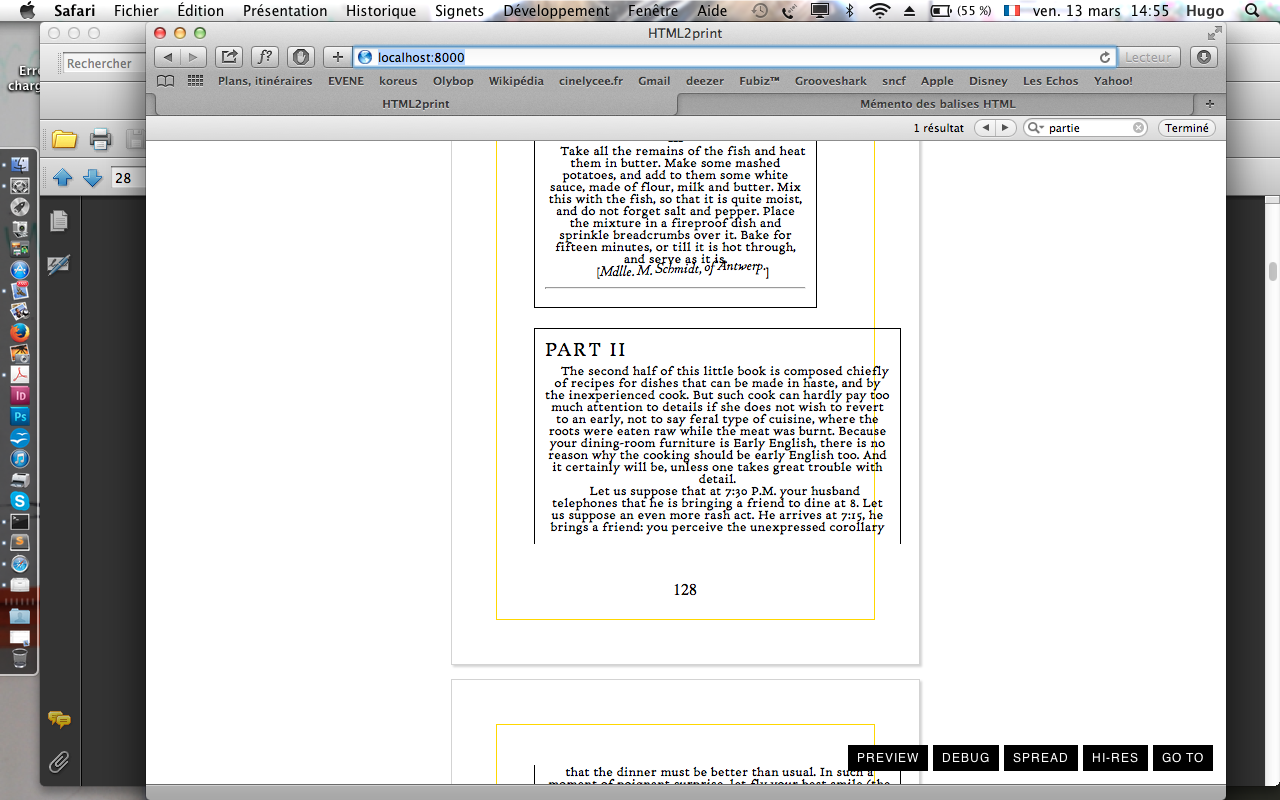 Safari Fichier Édition Présentation Historique Signets Développement Fenêtre Aide (55 %) ven. 13 mars 14:55 Hugo
HTML2print
Rechercher
localhost:8000
Lecteur
Plans, itinéraires EVENE koreus Olybop Wikipédia cinelycee.fr Gmail deezer Fubiz™ Grooveshark sncf Apple Disney Les Echos Yahoo!
HTML2print Mémento des balises HTML
1 résultat partie Terminé
28
Take all the remains of the fish and heat
them in butter. Make some mashed
potatoes, and add to them some white
sauce, made of flour, milk and butter. Mix
this with the fish, so that it is quite moist,
and do not forget salt and pepper. Place
the mixture in a fireproof dish and
sprinkle breadcrumbs over it. Bake for
fifteen minutes, or till it is hot through,
and serve as it is.
[Mdlle. M. Schmidt, of Antwerp.]
PART II
The second half of this little book is composed chiefly
of recipes for dishes that can be made in haste, and by
the inexperienced cook. But such cook can hardly pay too
much attention to details if she does not wish to revert
to an early, not to say feral type of cuisine, where the
roots were eaten raw while the meat was burnt. Because
your dining-room furniture is Early English, there is no
reason why the cooking should be early English too. And
it certainly will be, unless one takes great trouble with
detail.
Let us suppose that at 7:30 P.M. your husband
telephones that he is bringing a friend to dine at 8. Let
us suppose an even more rash act. He arrives at 7:15, he
brings a friend: you perceive the unexpressed corollary
128
that the dinner must be better than usual. In such a
moment of poignant surprise, let fly your best smile (the
PREVIEW DEBUG SPREAD HI-RES GO TO